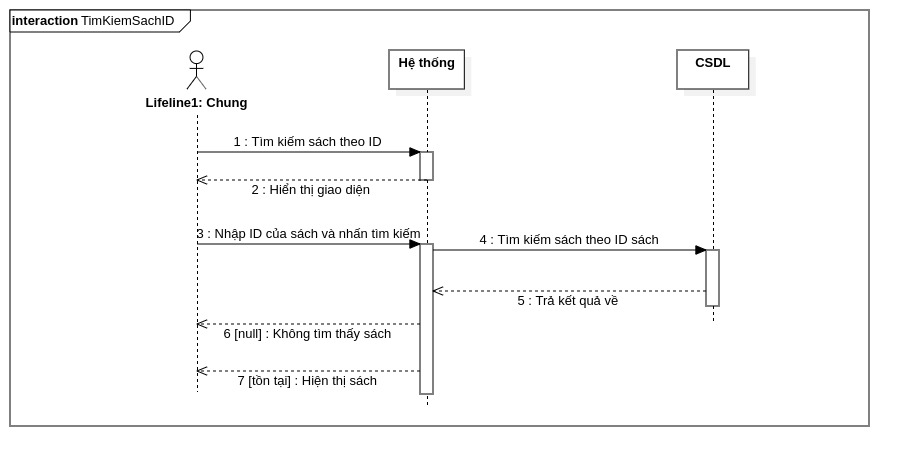 interaction TimKiemSachID
Hệ thống
CSDL
Lifeline1: Chung
1 : Tìm kiếm sách theo ID
2 : Hiển thị giao diện
3 : Nhập ID của sách và nhấn tìm kiếm
4 : Tìm kiếm sách theo ID sách
5 : Trả kết quả về
6 [null] : Không tìm thấy sách
7 [tồn tại] : Hiện thị sách